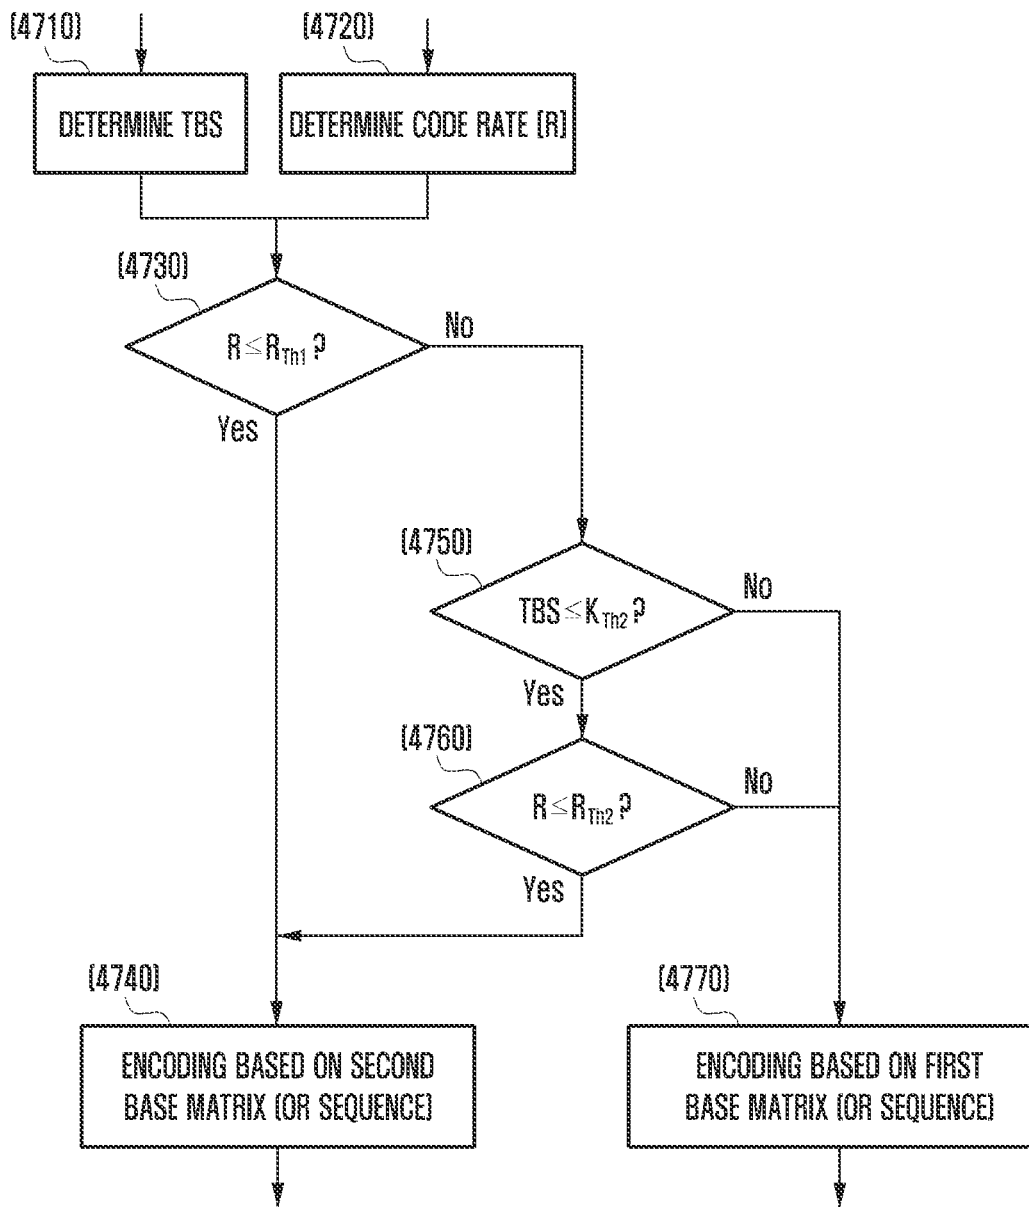 (4710)
(4720)
DETERMINE TBS
DETERMINE CODE RATE (R)
(4730)
R≤R_Th1 ?
No
Yes
(4750)
TBS≤K_Th2 ?
No
Yes
(4760)
R≤R_Th2 ?
No
Yes
(4740)
(4770)
ENCODING BASED ON SECOND
BASE MATRIX (OR SEQUENCE)
ENCODING BASED ON FIRST
BASE MATRIX (OR SEQUENCE)